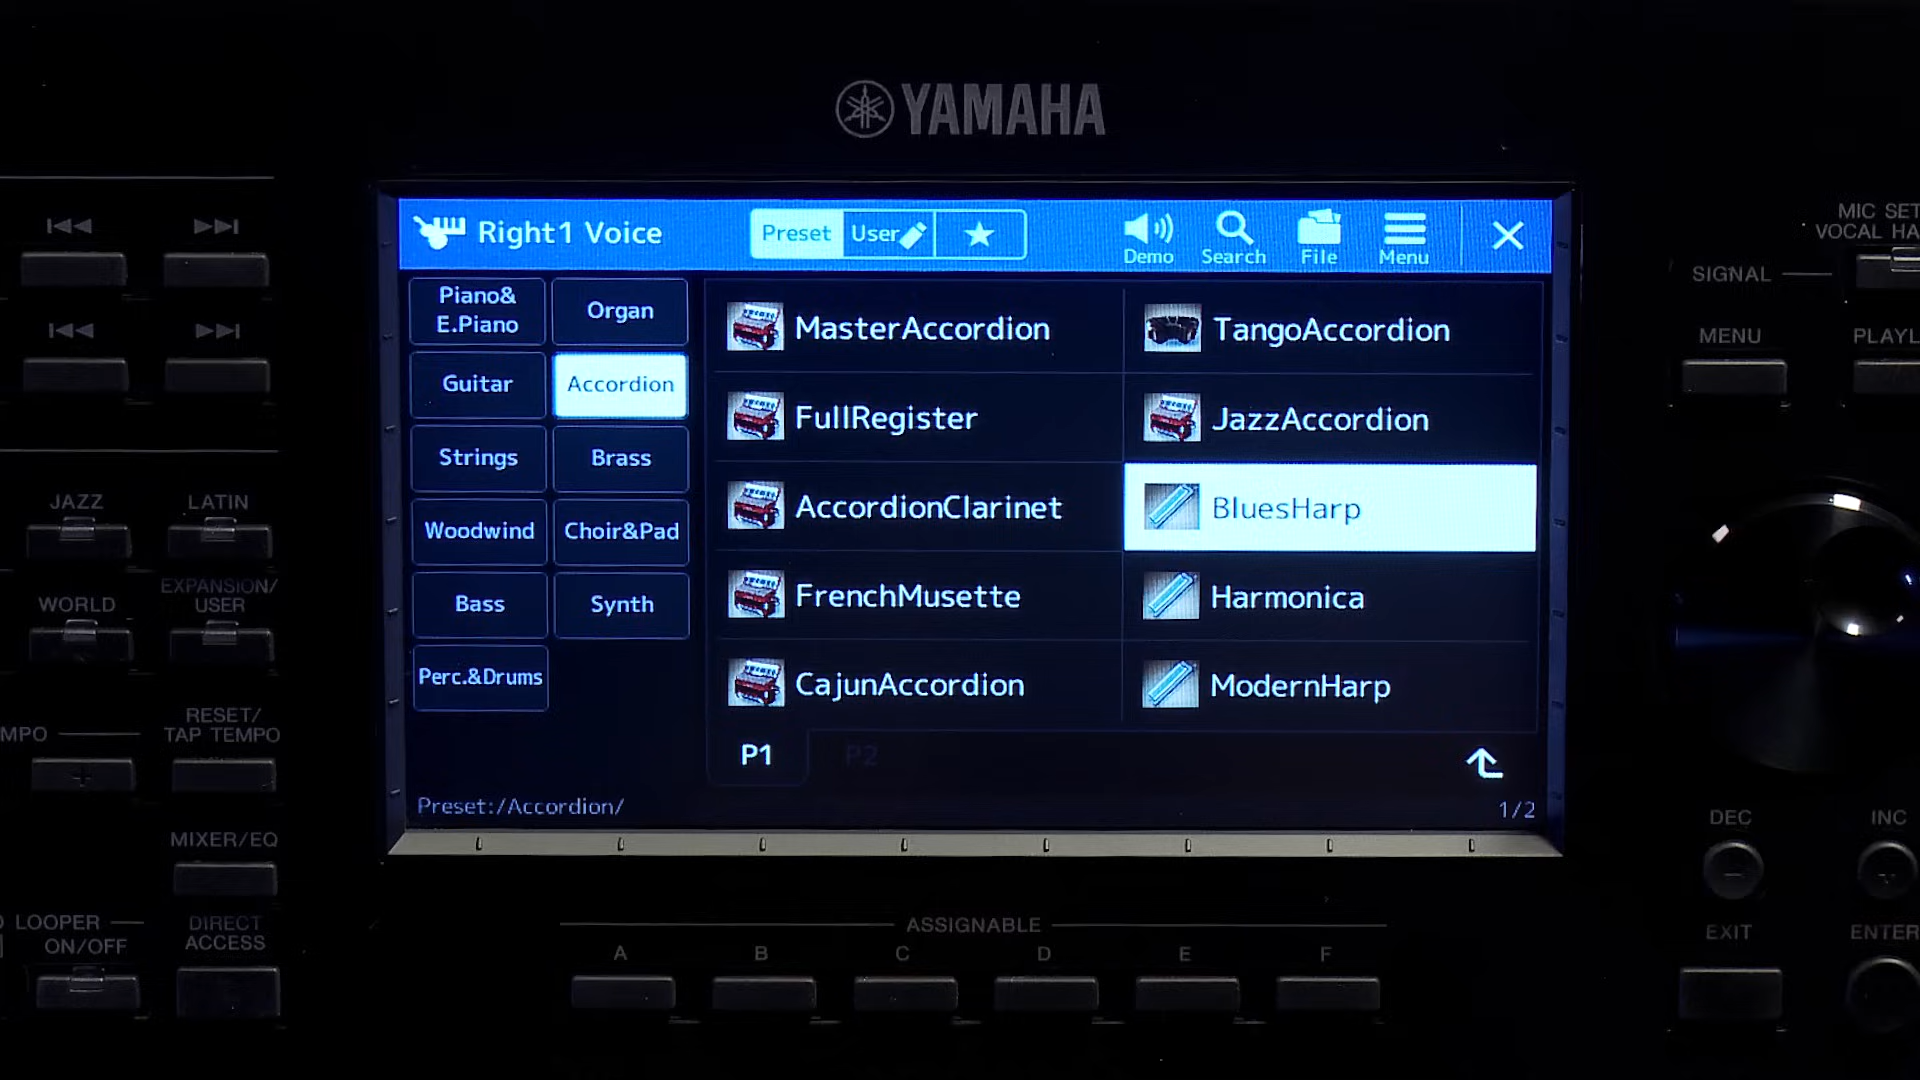 YAMAHA
Right1 Voice
Preset
User
Demo
Search
File
Menu
Piano&
E.Piano
Organ
Guitar
Accordion
Strings
Brass
Woodwind
Choir&Pad
Bass
Synth
Perc.&Drums
MasterAccordion
TangoAccordion
FullRegister
JazzAccordion
AccordionClarinet
BluesHarp
FrenchMusette
Harmonica
CajunAccordion
ModernHarp
P1
P2
Preset:/Accordion/
1/2
JAZZ
LATIN
WORLD
EXPANSION/
USER
MPO
RESET/
TAP TEMPO
MIXER/EQ
LOOPER
ON/OFF
DIRECT
ACCESS
ASSIGNABLE
A
B
C
D
E
F
MIC SET
VOCAL HA
SIGNAL
MENU
PLAYL
DEC
INC
EXIT
ENTER